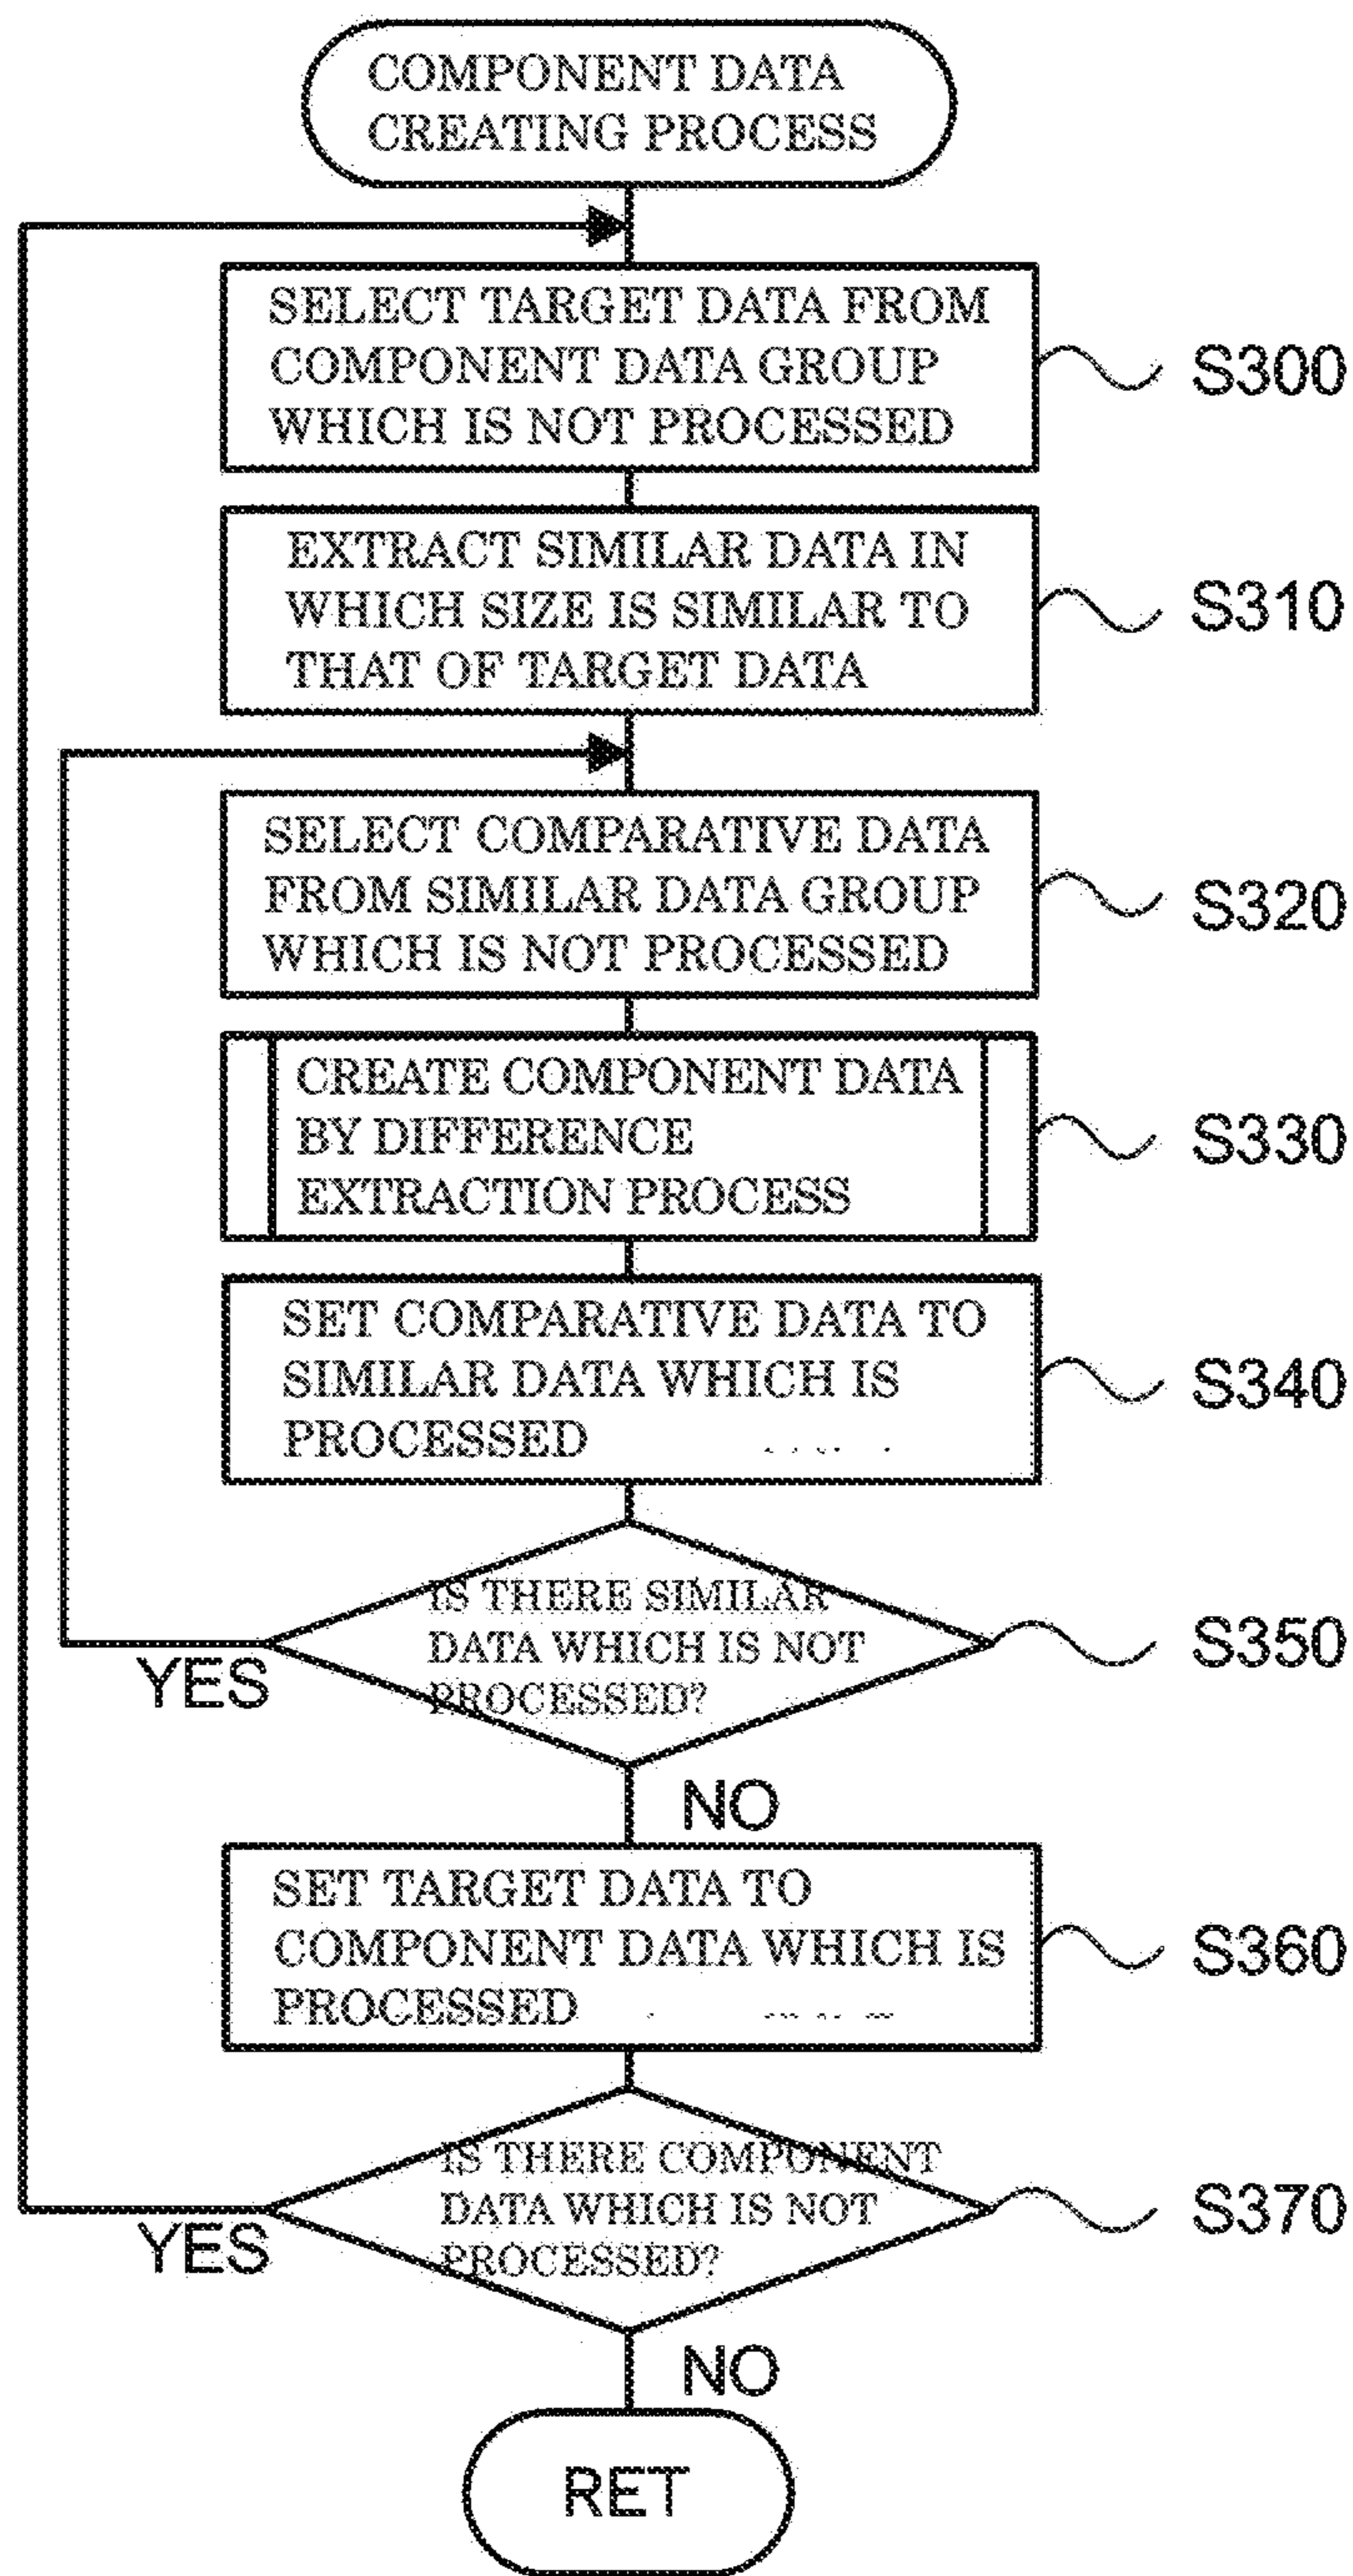 COMPONENT DATA
CREATING PROCESS
SELECT TARGET DATA FROM
COMPONENT DATA GROUP
WHICH IS NOT PROCESSED
S300
EXTRACT SIMILAR DATA IN
WHICH SIZE IS SIMILAR TO
THAT OF TARGET DATA
S310
SELECT COMPARATIVE DATA
FROM SIMILAR DATA GROUP
WHICH IS NOT PROCESSED
S320
CREATE COMPONENT DATA
BY DIFFERENCE
EXTRACTION PROCESS
S330
SET COMPARATIVE DATA TO
SIMILAR DATA WHICH IS
PROCESSED
S340
IS THERE SIMILAR
DATA WHICH IS NOT
PROCESSED?
S350
YES
NO
SET TARGET DATA TO
COMPONENT DATA WHICH IS
PROCESSED
S360
IS THERE COMPONENT
DATA WHICH IS NOT
PROCESSED?
S370
YES
NO
RET